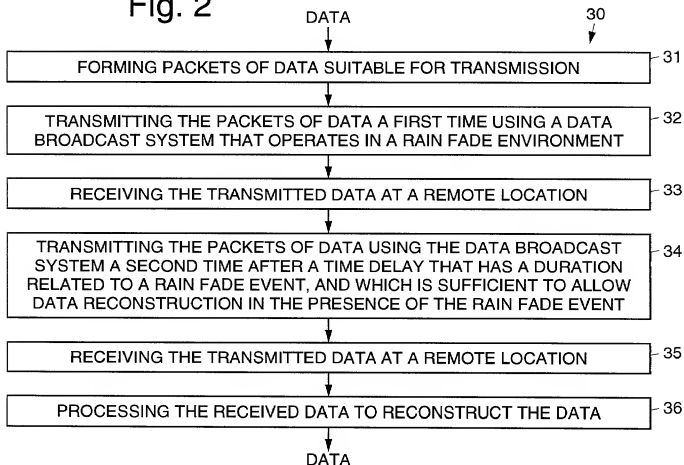 Fig. 2
DATA
30
FORMING PACKETS OF DATA SUITABLE FOR TRANSMISSION
31
TRANSMITTING THE PACKETS OF DATA A FIRST TIME USING A DATA
BROADCAST SYSTEM THAT OPERATES IN A RAIN FADE ENVIRONMENT
32
RECEIVING THE TRANSMITTED DATA AT A REMOTE LOCATION
33
TRANSMITTING THE PACKETS OF DATA USING THE DATA BROADCAST
SYSTEM A SECOND TIME AFTER A TIME DELAY THAT HAS A DURATION
RELATED TO A RAIN FADE EVENT, AND WHICH IS SUFFICIENT TO ALLOW
DATA RECONSTRUCTION IN THE PRESENCE OF THE RAIN FADE EVENT
34
RECEIVING THE TRANSMITTED DATA AT A REMOTE LOCATION
35
PROCESSING THE RECEIVED DATA TO RECONSTRUCT THE DATA
36
DATA